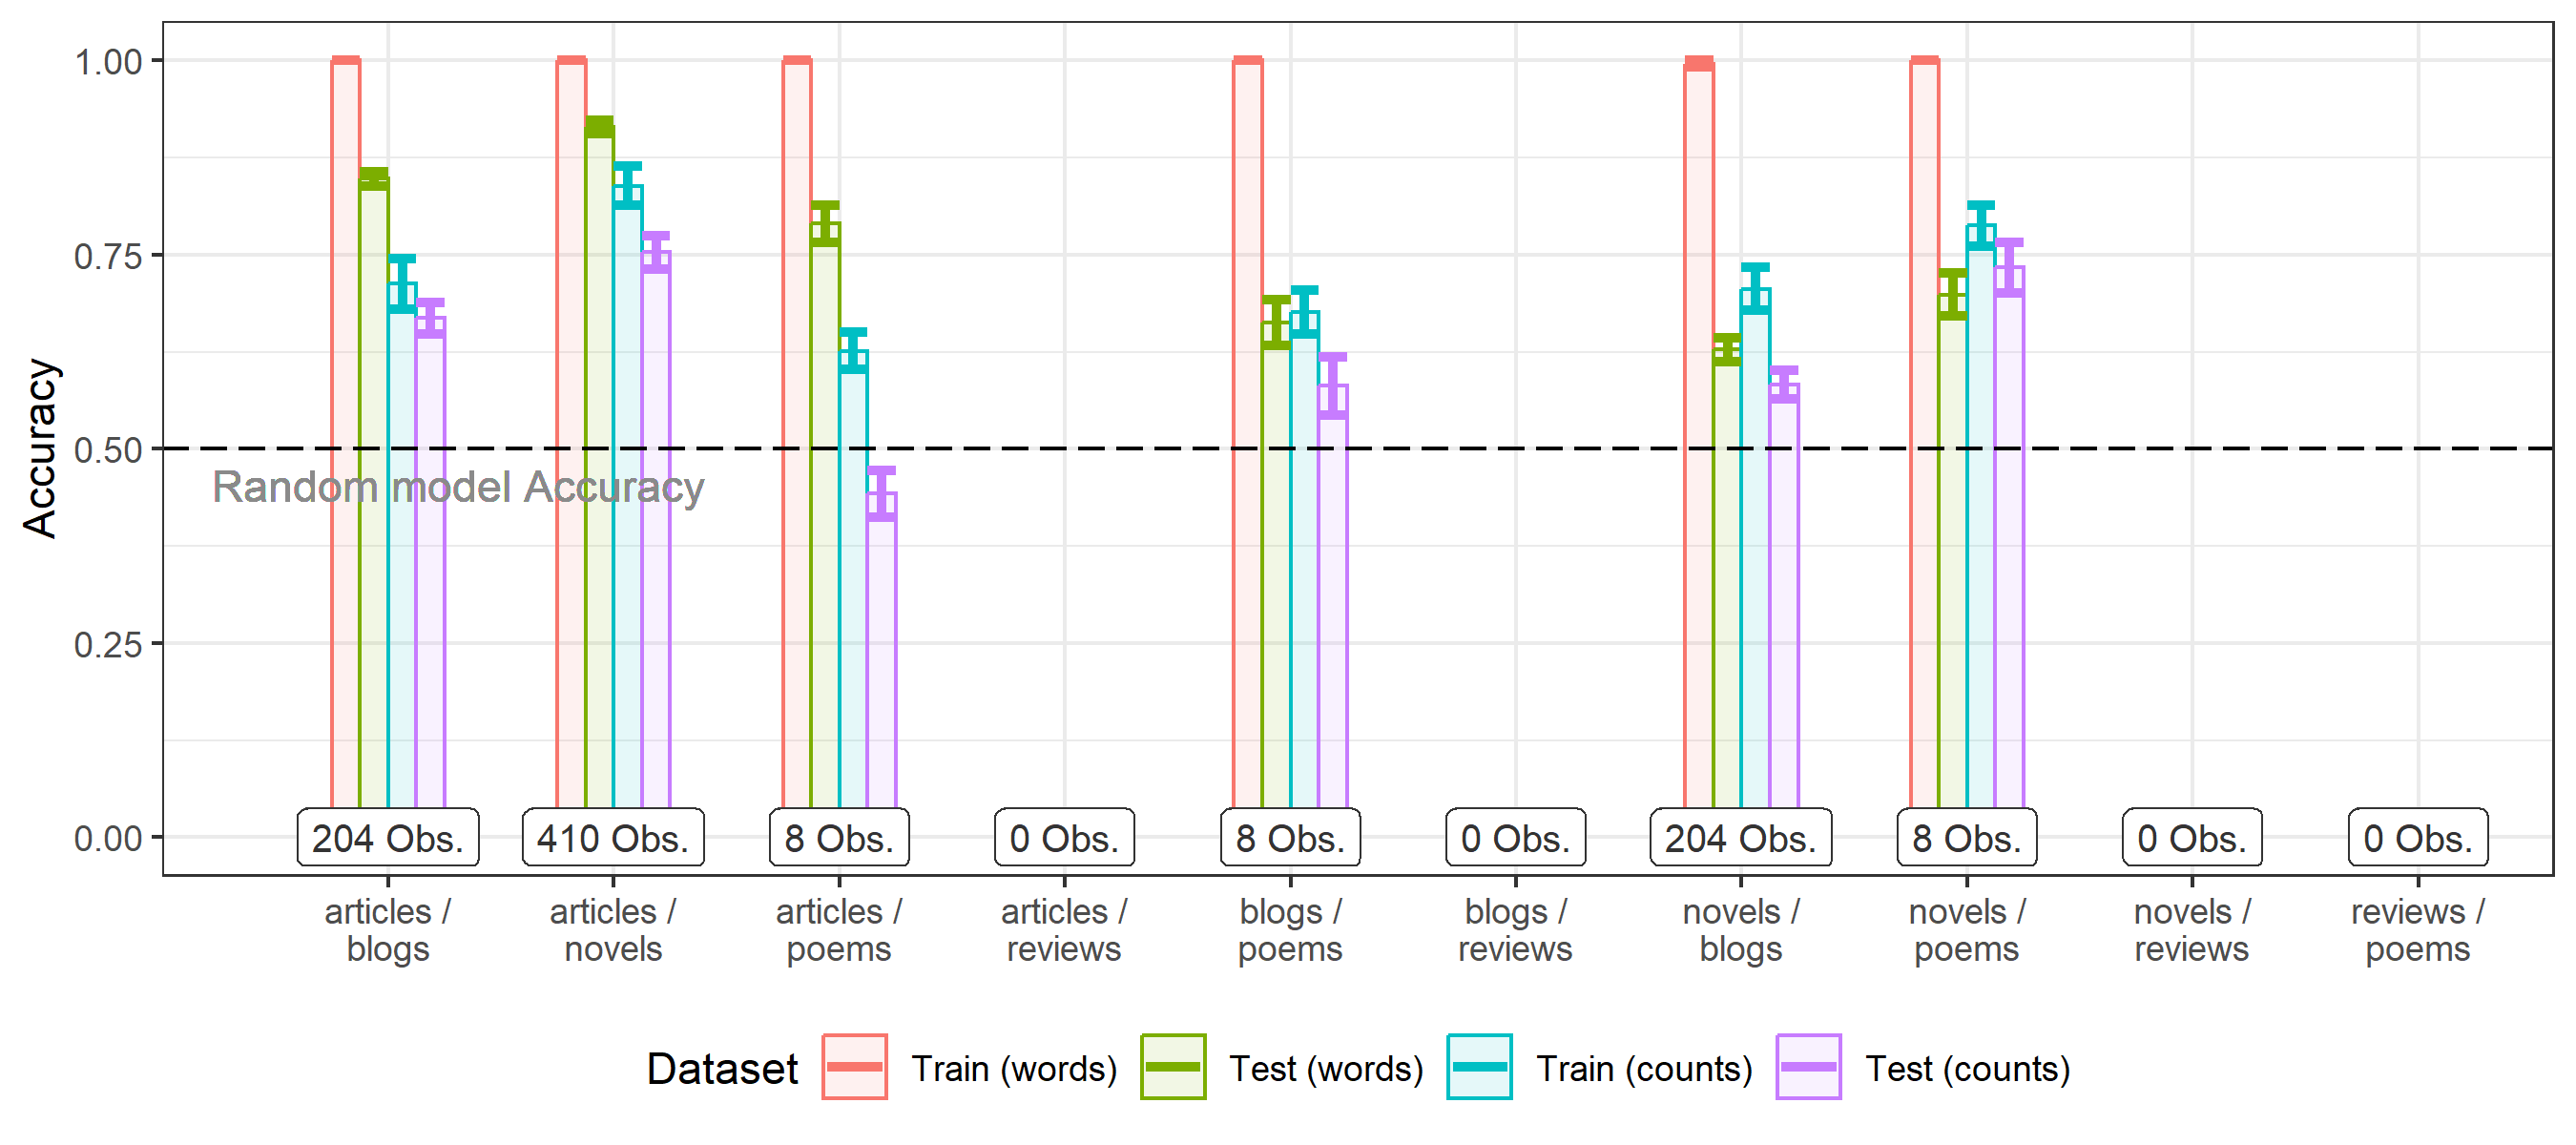 Accuracy
1.00
0.75
0.50
0.25
0.00
Random model Accuracy
204 Obs.
410 Obs.
8 Obs.
0 Obs.
8 Obs.
0 Obs.
204 Obs.
8 Obs.
0 Obs.
0 Obs.
articles /
blogs
articles /
novels
articles /
poems
articles /
reviews
blogs /
poems
blogs /
reviews
novels /
blogs
novels /
poems
novels /
reviews
reviews /
poems
Dataset
Train (words)
Test (words)
Train (counts)
Test (counts)